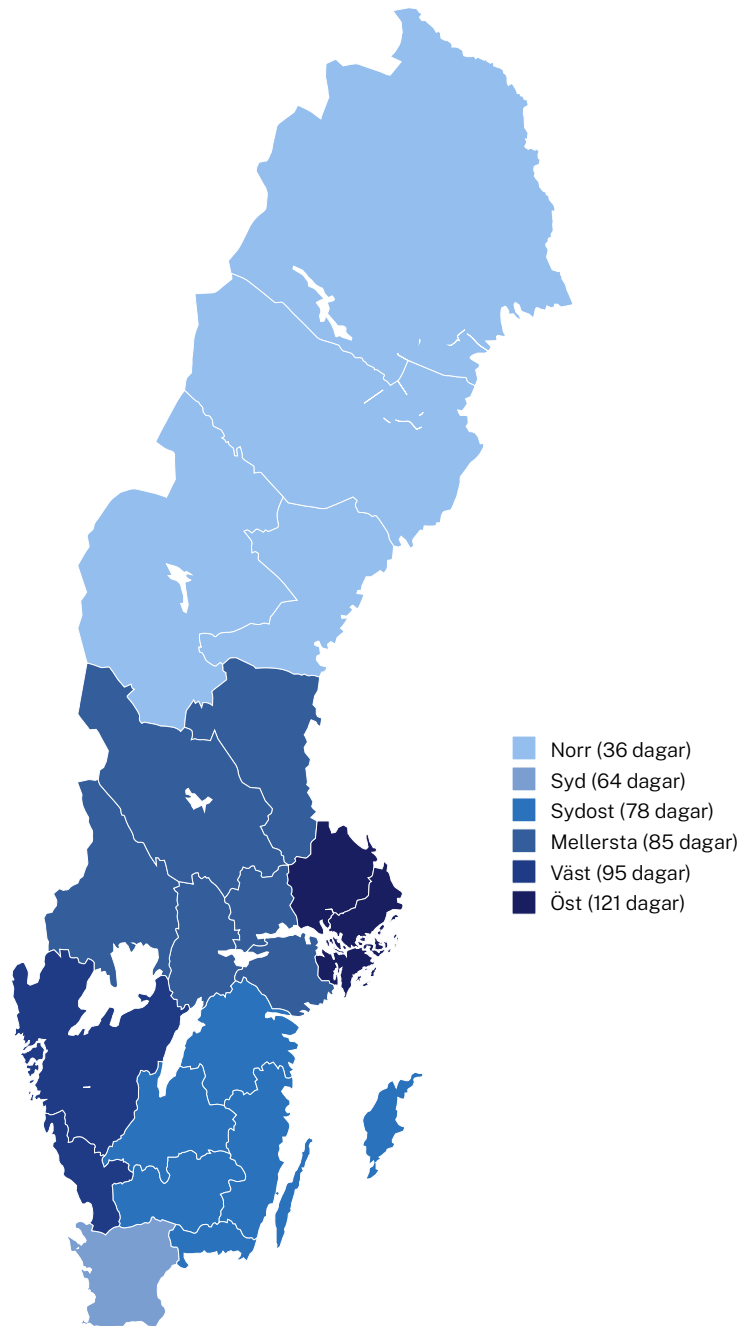 Norr (36 dagar)
Syd (64 dagar)
Sydost (78 dagar)
Mellersta (85 dagar)
Väst (95 dagar)
Öst (121 dagar)